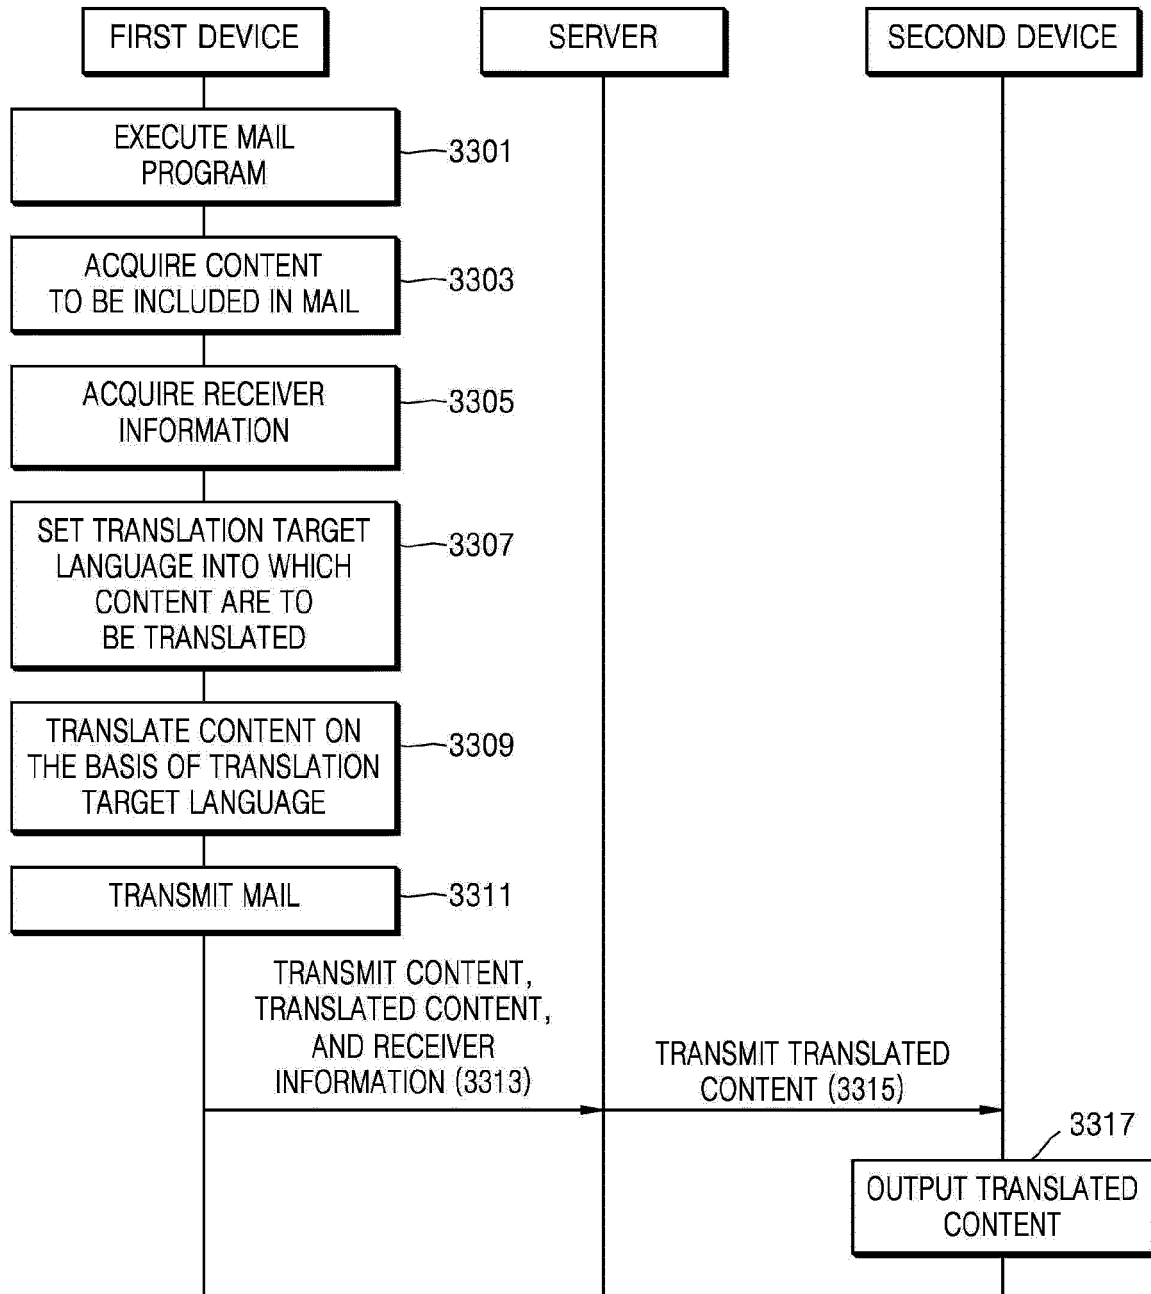 FIRST DEVICE
SERVER
SECOND DEVICE
EXECUTE MAIL
PROGRAM
3301
ACQUIRE CONTENT
TO BE INCLUDED IN MAIL
3303
ACQUIRE RECEIVER
INFORMATION
3305
SET TRANSLATION TARGET
LANGUAGE INTO WHICH
CONTENT ARE TO
BE TRANSLATED
3307
TRANSLATE CONTENT ON
THE BASIS OF TRANSLATION
TARGET LANGUAGE
3309
TRANSMIT MAIL
3311
TRANSMIT CONTENT,
TRANSLATED CONTENT,
AND RECEIVER
INFORMATION (3313)
TRANSMIT TRANSLATED
CONTENT (3315)
3317
OUTPUT TRANSLATED
CONTENT